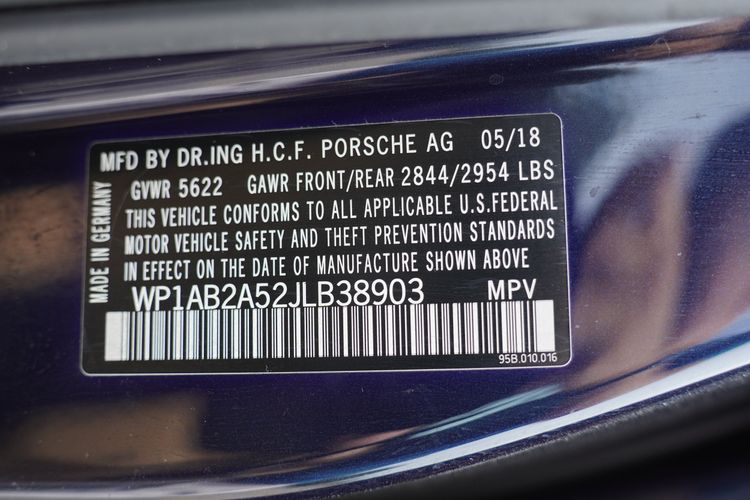 MFD BY DR.ING H.C.F. PORSCHE AG 05/18
GVWR 5622 GAWR FRONT/REAR 2844/2954 LBS
THIS VEHICLE CONFORMS TO ALL APPLICABLE U.S.FEDERAL
MOTOR VEHICLE SAFETY AND THEFT PREVENTION STANDARDS
IN EFFECT ON THE DATE OF MANUFACTURE SHOWN ABOVE
WP1AB2A52JLB38903 MPV
95B.010.016
MADE IN GERMANY